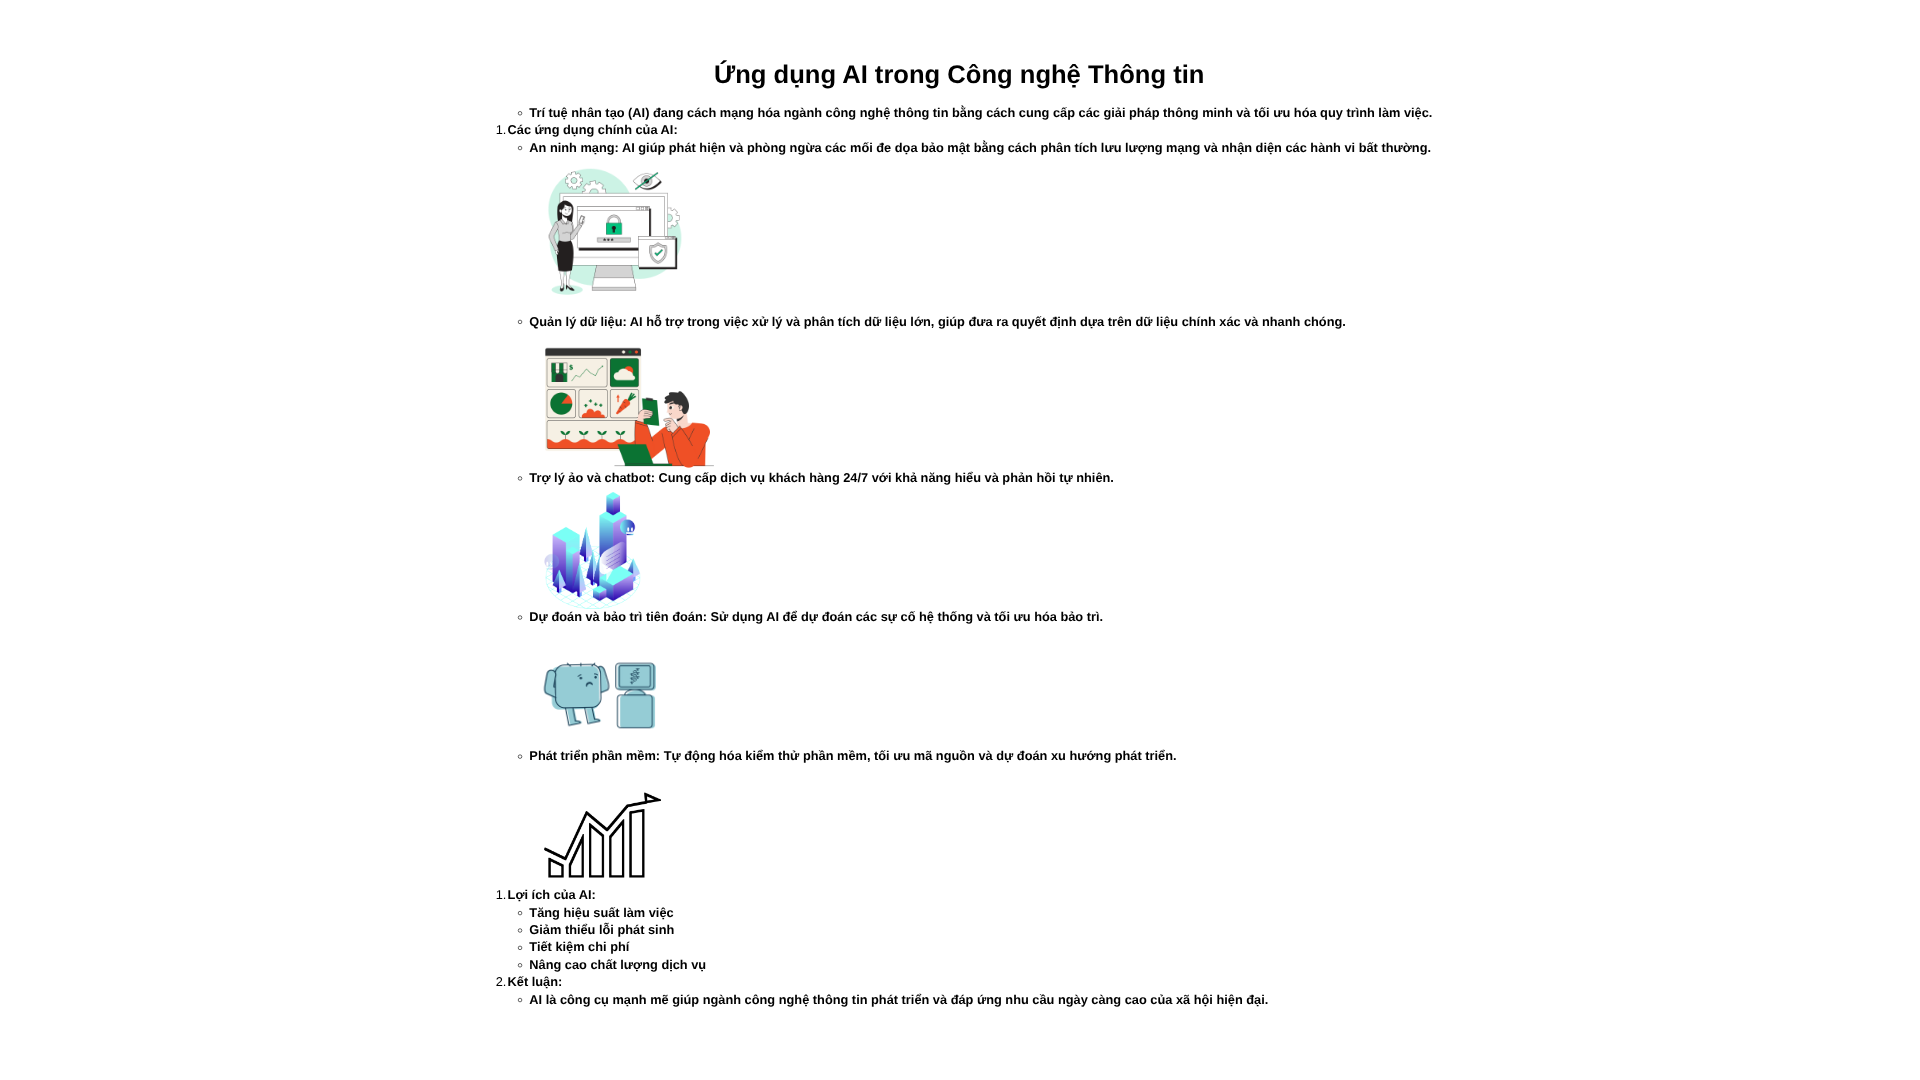 Ứng dụng AI trong Công nghệ Thông tin
◦ Trí tuệ nhân tạo (AI) đang cách mạng hóa ngành công nghệ thông tin bằng cách cung cấp các giải pháp thông minh và tối ưu hóa quy trình làm việc.
1. Các ứng dụng chính của AI:
◦ An ninh mạng: AI giúp phát hiện và phòng ngừa các mối đe dọa bảo mật bằng cách phân tích lưu lượng mạng và nhận diện các hành vi bất thường.
◦ Quản lý dữ liệu: AI hỗ trợ trong việc xử lý và phân tích dữ liệu lớn, giúp đưa ra quyết định dựa trên dữ liệu chính xác và nhanh chóng.
$
◦ Trợ lý ảo và chatbot: Cung cấp dịch vụ khách hàng 24/7 với khả năng hiểu và phản hồi tự nhiên.
◦ Dự đoán và bảo trì tiên đoán: Sử dụng AI để dự đoán các sự cố hệ thống và tối ưu hóa bảo trì.
◦ Phát triển phần mềm: Tự động hóa kiểm thử phần mềm, tối ưu mã nguồn và dự đoán xu hướng phát triển.
1. Lợi ích của AI:
◦ Tăng hiệu suất làm việc
◦ Giảm thiểu lỗi phát sinh
◦ Tiết kiệm chi phí
◦ Nâng cao chất lượng dịch vụ
2. Kết luận:
◦ AI là công cụ mạnh mẽ giúp ngành công nghệ thông tin phát triển và đáp ứng nhu cầu ngày càng cao của xã hội hiện đại.